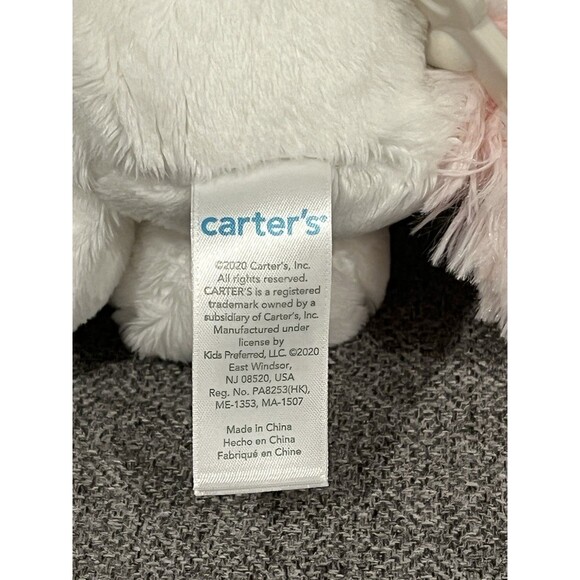 carter's®
©2020 Carter's, Inc.
All rights reserved.
CARTER'S is a registered
trademark owned by a
subsidiary of Carter's, Inc.
Manufactured under
license by
Kids Preferred, LLC ©2020
East Windsor,
NJ 08520, USA
Reg. No. PA8253(HK),
ME-1353, MA-1507
Made in China
Hecho en China
Fabriqué en Chine